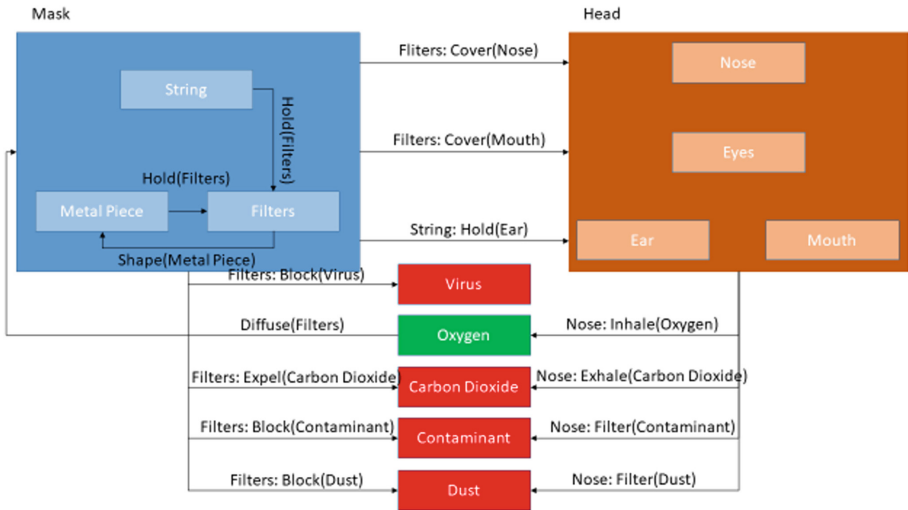 Mask
Head
Fliters: Cover(Nose)
Nose
String
Hold(Filters)
Filters: Cover(Mouth)
Eyes
Hold(Filters)
Metal Piece
Filters
String: Hold(Ear)
Ear
Mouth
Shape(Metal Piece)
Filters: Block(Virus)
Virus
Diffuse(Filters)
Oxygen
Nose: Inhale(Oxygen)
Filters: Expel(Carbon Dioxide)
Carbon Dioxide
Nose: Exhale(Carbon Dioxide)
Filters: Block(Contaminant)
Contaminant
Nose: Filter(Contaminant)
Filters: Block(Dust)
Dust
Nose: Filter(Dust)